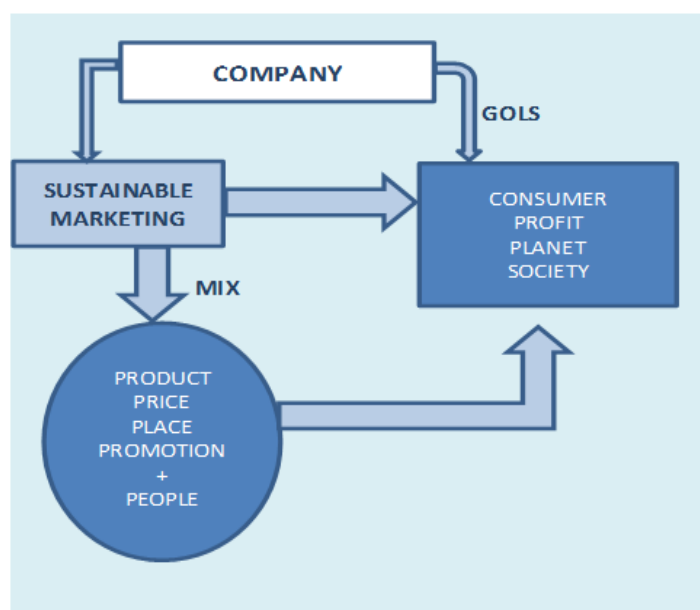 COMPANY
GOLS
SUSTAINABLE
MARKETING
CONSUMER
PROFIT
PLANET
SOCIETY
MIX
PRODUCT
PRICE
PLACE
PROMOTION
+
PEOPLE